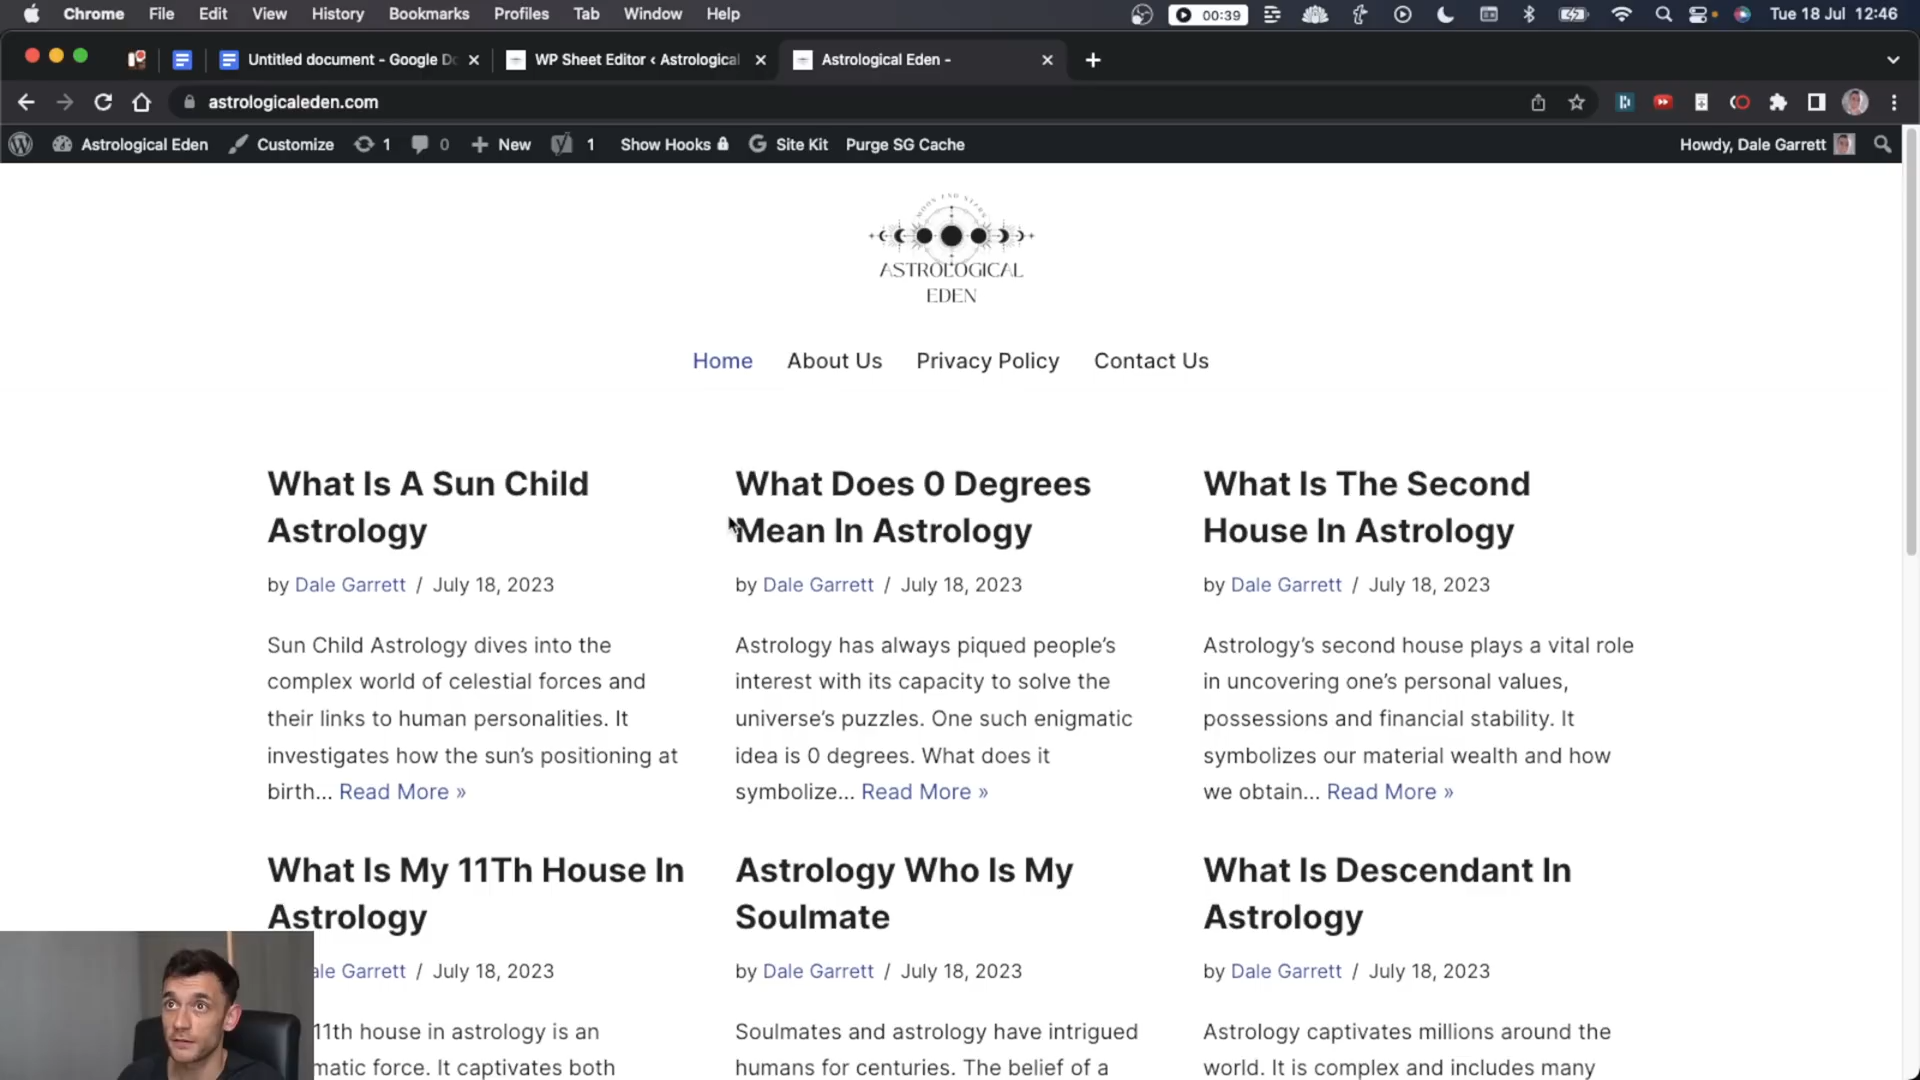 Chrome File Edit View History Bookmarks Profiles Tab Window Help 00:39 Tue 18 Jul 12:46
Untitled document - Google Do WP Sheet Editor ‹ Astrological Astrological Eden -
astrologicaleden.com
Astrological Eden Customize 1 0 New 1 Show Hooks Site Kit Purge SG Cache Howdy, Dale Garrett
MOON AND STARS
ASTROLOGICAL
EDEN
Home About Us Privacy Policy Contact Us
What Is A Sun Child
Astrology
by Dale Garrett / July 18, 2023
Sun Child Astrology dives into the
complex world of celestial forces and
their links to human personalities. It
investigates how the sun’s positioning at
birth… Read More »
What Does 0 Degrees
Mean In Astrology
by Dale Garrett / July 18, 2023
Astrology has always piqued people’s
interest with its capacity to solve the
universe’s puzzles. One such enigmatic
idea is 0 degrees. What does it
symbolize… Read More »
What Is The Second
House In Astrology
by Dale Garrett / July 18, 2023
Astrology’s second house plays a vital role
in uncovering one’s personal values,
possessions and financial stability. It
symbolizes our material wealth and how
we obtain… Read More »
What Is My 11Th House In
Astrology
ale Garrett / July 18, 2023
11th house in astrology is an
matic force. It captivates both
Astrology Who Is My
Soulmate
by Dale Garrett / July 18, 2023
Soulmates and astrology have intrigued
humans for centuries. The belief of a
What Is Descendant In
Astrology
by Dale Garrett / July 18, 2023
Astrology captivates millions around the
world. It is complex and includes many